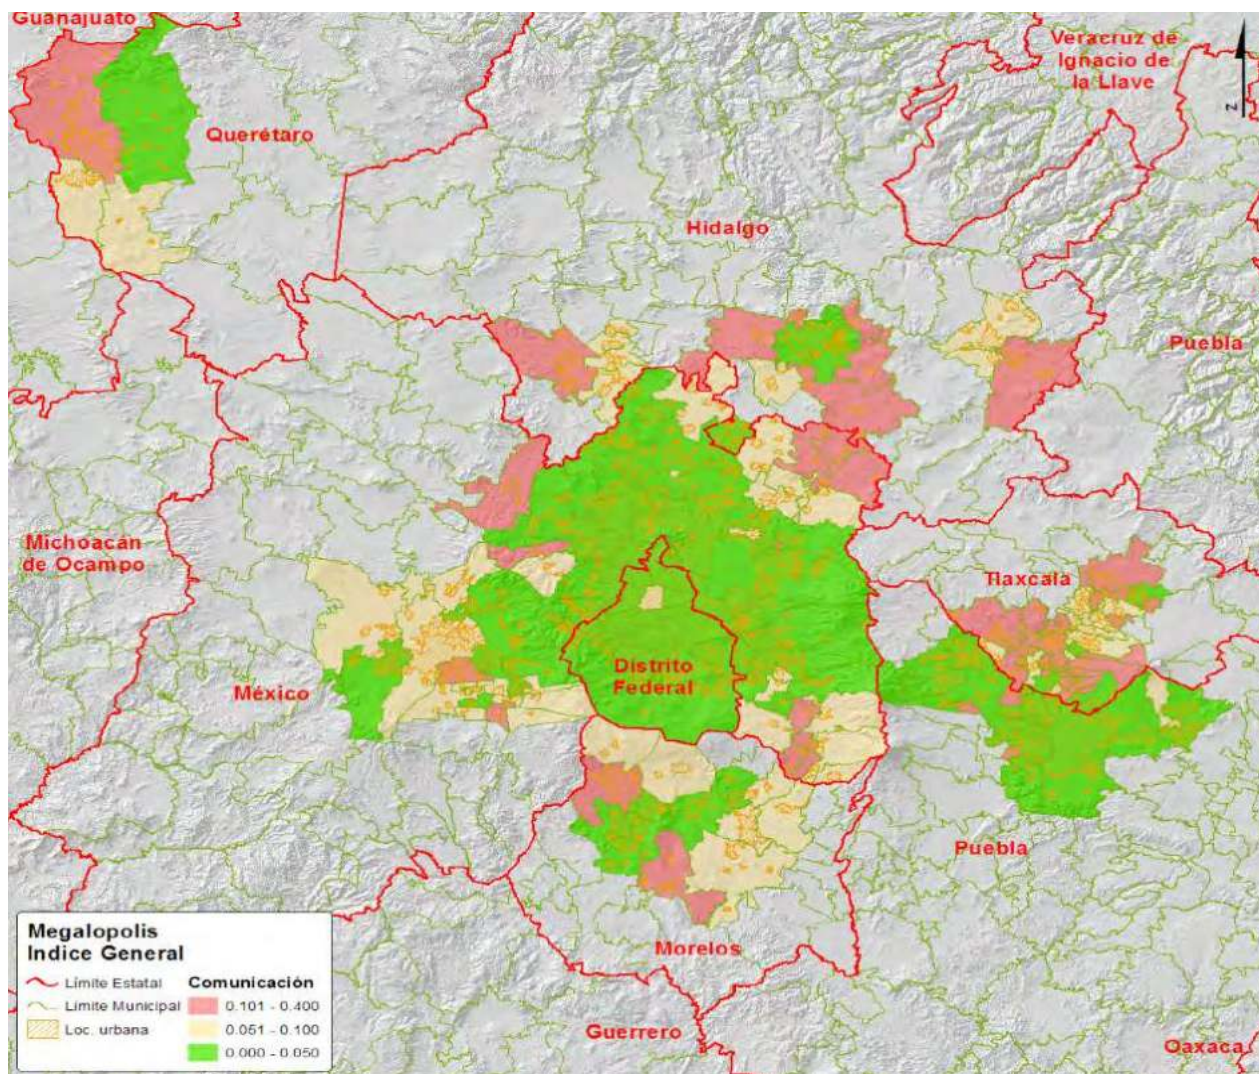 Guanajuato
Veracruz de
Ignacio de
la Llave
N
Querétaro
Hidalgo
Puebla
Michoacán
de Ocampo
Tlaxcala
Distrito
Federal
México
Puebla
Morelos
Guerrero
Oaxaca
Megalopolis
Indice General
Límite Estatal
Límite Municipal
Loc. urbana
Comunicación
0.101 - 0.400
0.051 - 0.100
0.000 - 0.050